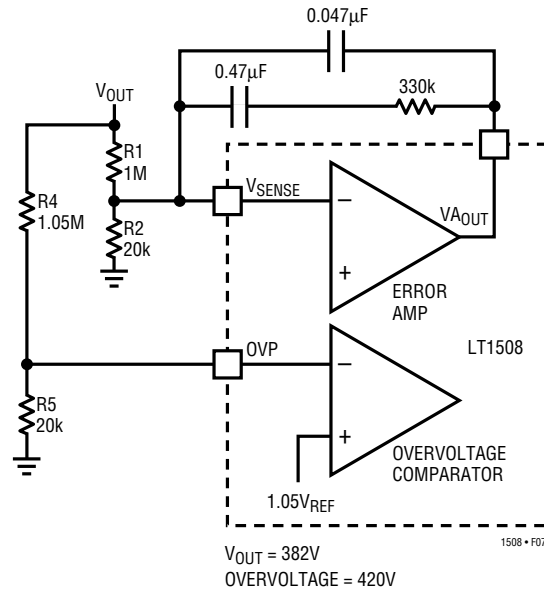 0.047µF
0.47µF
330k
VOUT
R1
1M
R4
1.05M
VSENSE
R2
20k
−
+
VAOUT
ERROR
AMP
LT1508
OVP
R5
20k
−
+
OVERVOLTAGE
COMPARATOR
1.05VREF
1508 • F07
VOUT = 382V
OVERVOLTAGE = 420V